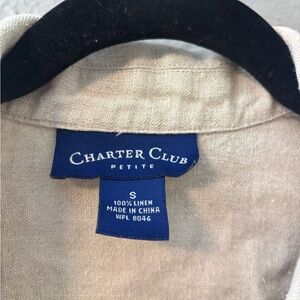 CHARTER CLUB
PETITE
S
100% LINEN
MADE IN CHINA
WPL 8046